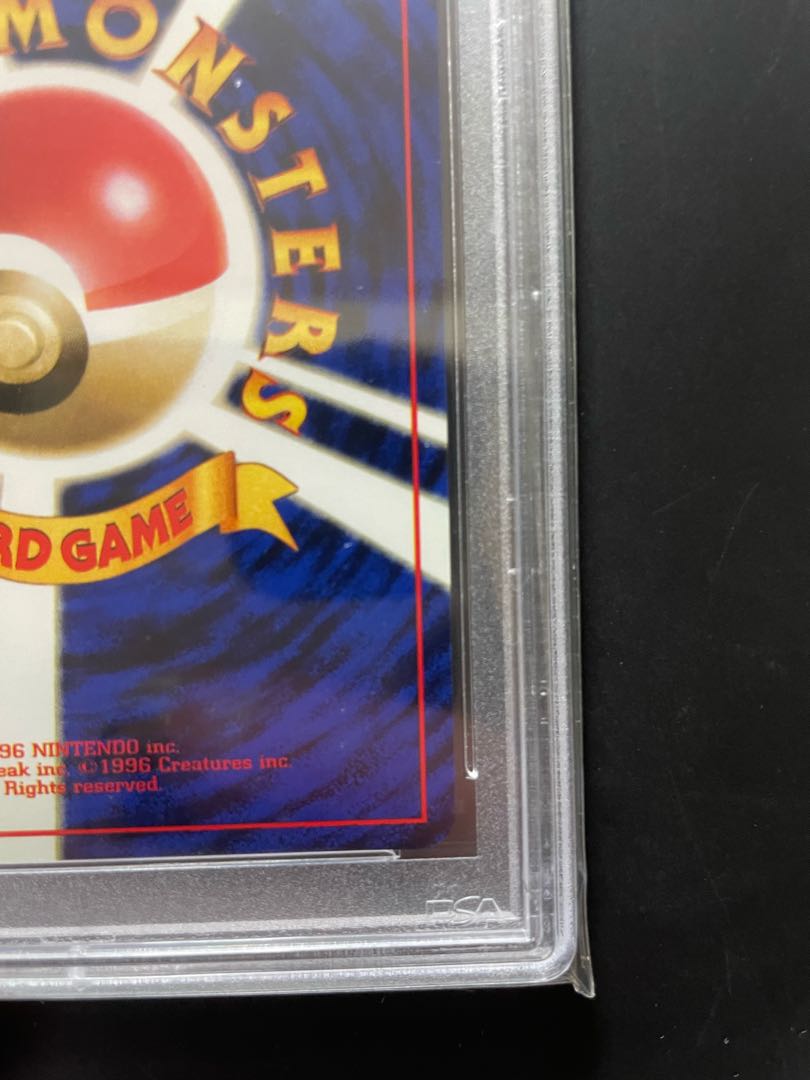 MONSTERS
RD GAME
96 NINTENDO inc.
eak inc. ©1996 Creatures inc.
Rights reserved.
PSA